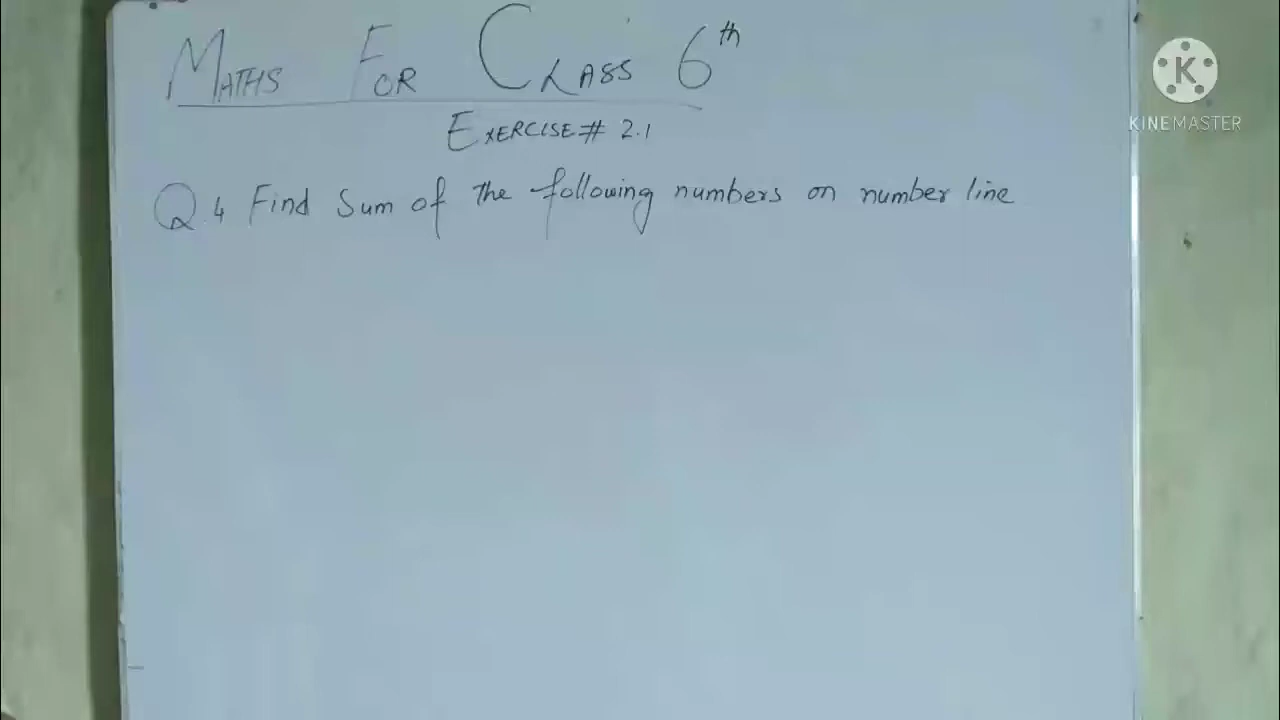 MATHS FOR CLASS 6th
EXERCISE# 2.1
Q.4 Find Sum of the following numbers on number line
K
KINEMASTER